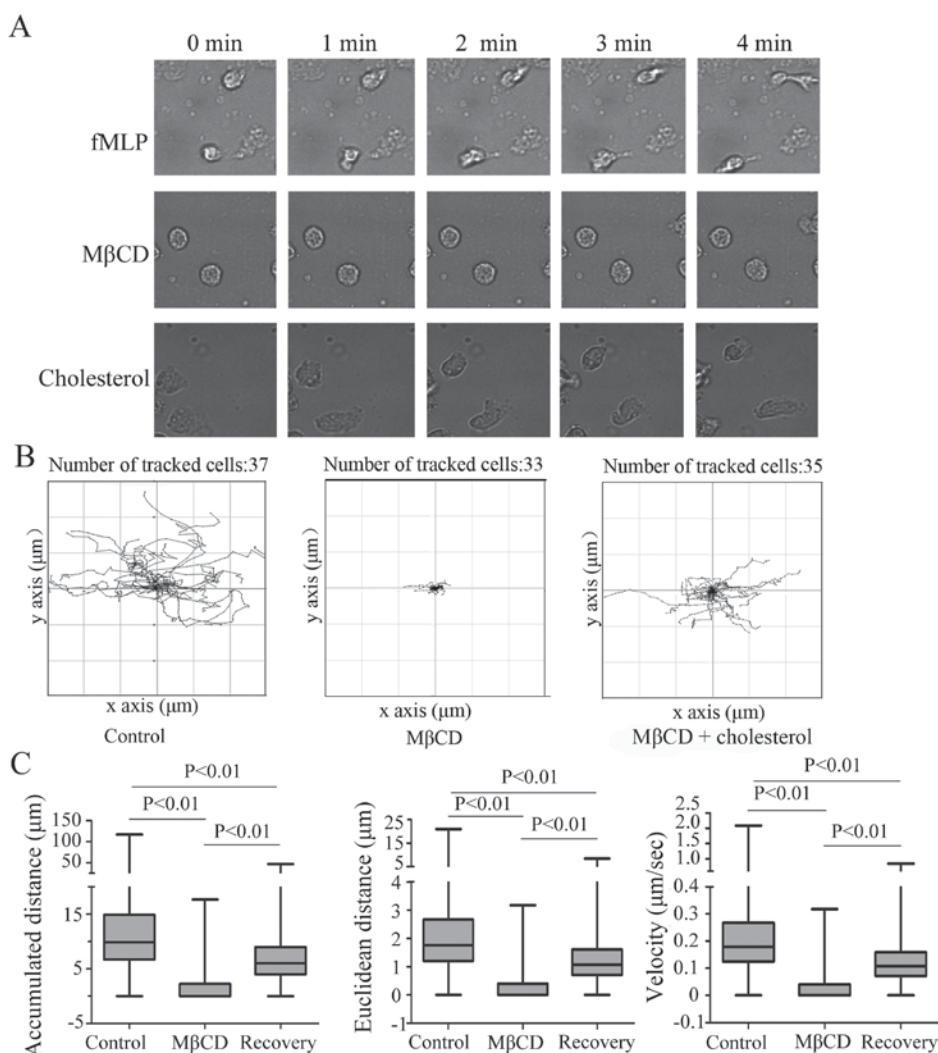 A
0 min 1 min 2 min 3 min 4 min
fMLP
MβCD
Cholesterol
B
Number of tracked cells:37
y axis (μm)
x axis (μm)
Control
Number of tracked cells:33
y axis (μm)
x axis (μm)
MβCD
Number of tracked cells:35
y axis (μm)
x axis (μm)
MβCD + cholesterol
C
Accumulated distance (μm)
P<0.01
P<0.01
P<0.01
150
100
50
15
5
-5
Control MβCD Recovery
Euclidean distance (μm)
P<0.01
P<0.01
P<0.01
25
15
5
4
3
2
1
0
-1
Control MβCD Recovery
Velocity (μm/sec)
P<0.01
P<0.01
P<0.01
2.5
2.0
1.5
1.0
0.4
0.3
0.2
0.1
0
-0.1
Control MβCD Recovery